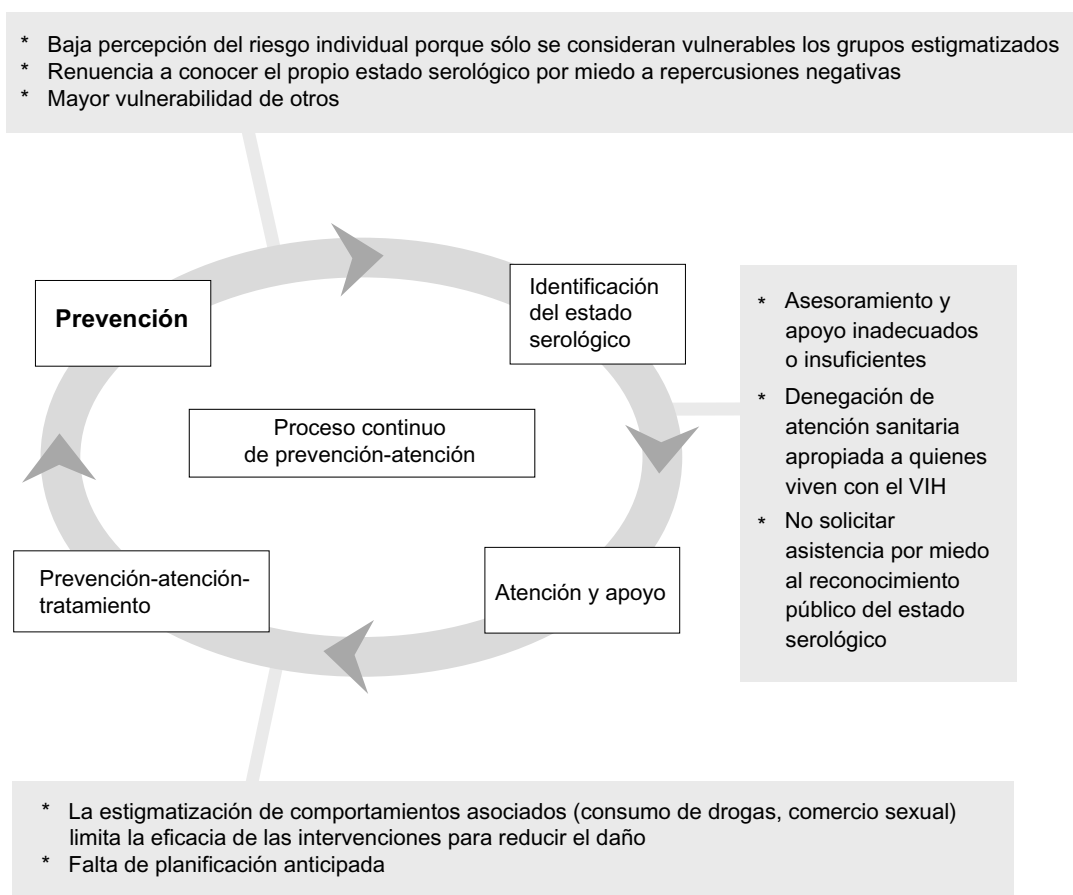 * Baja percepción del riesgo individual porque sólo se consideran vulnerables los grupos estigmatizados
* Renuencia a conocer el propio estado serológico por miedo a repercusiones negativas
* Mayor vulnerabilidad de otros
Prevención
Identificación
del estado
serológico
Proceso continuo
de prevención-atención
* Asesoramiento y
apoyo inadecuados
o insuficientes
* Denegación de
atención sanitaria
apropiada a quienes
viven con el VIH
* No solicitar
asistencia por miedo
al reconocimiento
público del estado
serológico
Prevención-atención-
tratamiento
Atención y apoyo
* La estigmatización de comportamientos asociados (consumo de drogas, comercio sexual)
limita la eficacia de las intervenciones para reducir el daño
* Falta de planificación anticipada